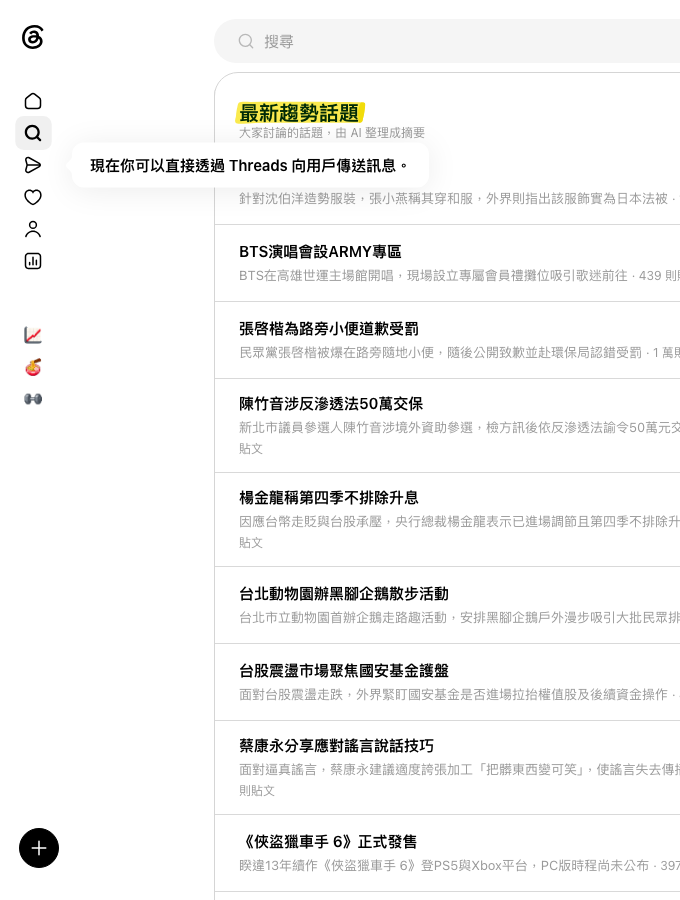 搜尋
最新趨勢話題
大家討論的話題，由 AI 整理成摘要
現在你可以直接透過 Threads 向用戶傳送訊息。
針對沈伯洋造勢服裝，張小燕稱其穿和服，外界則指出該服飾實為日本法被 ·
BTS演唱會設ARMY專區
BTS在高雄世運主場館開唱，現場設立專屬會員禮攤位吸引歌迷前往 · 439 則
張啓楷為路旁小便道歉受罰
民眾黨張啓楷被爆在路旁隨地小便，隨後公開致歉並赴環保局認錯受罰 · 1 萬
陳竹音涉反滲透法50萬交保
新北市議員參選人陳竹音涉境外資助參選，檢方訊後依反滲透法諭令50萬元交
貼文
楊金龍稱第四季不排除升息
因應台幣走貶與台股承壓，央行總裁楊金龍表示已進場調節且第四季不排除升
貼文
台北動物園辦黑腳企鵝散步活動
台北市立動物園首辦企鵝走路趣活動，安排黑腳企鵝戶外漫步吸引大批民眾排
台股震盪市場聚焦國安基金護盤
面對台股震盪走跌，外界緊盯國安基金是否進場拉抬權值股及後續資金操作 ·
蔡康永分享應對謠言說話技巧
面對逼真謠言，蔡康永建議適度誇張加工「把髒東西變可笑」，使謠言失去傳播
則貼文
《俠盜獵車手 6》正式發售
睽違13年續作《俠盜獵車手 6》登PS5與Xbox平台，PC版時程尚未公布 · 397